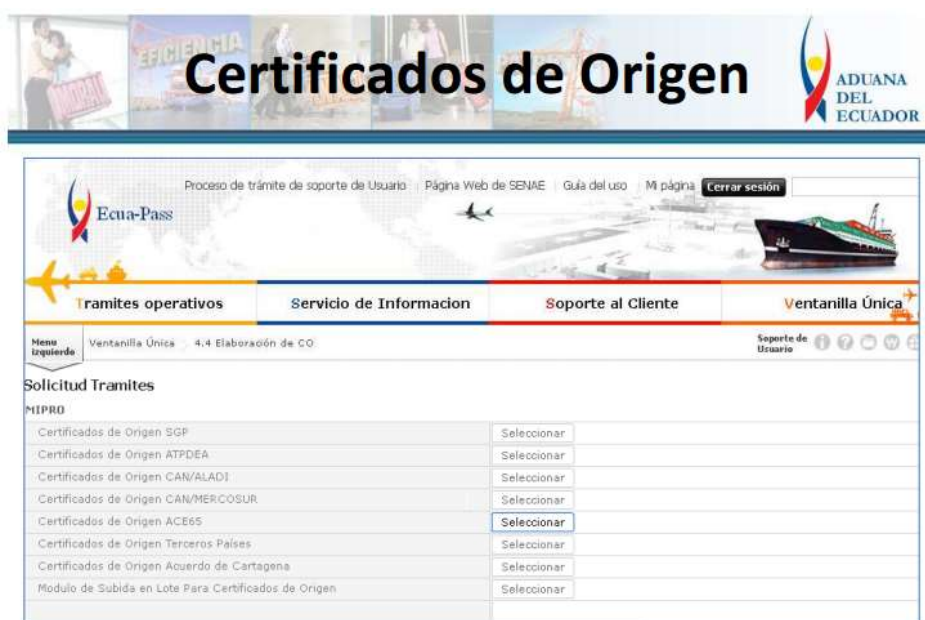 EFICIENCIA
Certificados de Origen
ADUANA
DEL
ECUADOR
Proceso de trámite de soporte de Usuario Página Web de SENAE Guía del uso Mi página Cerrar sesión
Ecua-Pass
Tramites operativos Servicio de Informacion Soporte al Cliente Ventanilla Única
Menu
izquierdo
Ventanilla Única 4.4 Elaboración de CO
Soporte de
Usuario
Solicitud Tramites
MIPRO
Certificados de Origen SGP Seleccionar
Certificados de Origen ATPDEA Seleccionar
Certificados de Origen CAN/ALADI Seleccionar
Certificados de Origen CAN/MERCOSUR Seleccionar
Certificados de Origen ACE65 Seleccionar
Certificados de Origen Terceros Países Seleccionar
Certificados de Origen Acuerdo de Cartagena Seleccionar
Modulo de Subida en Lote Para Certificados de Origen Seleccionar